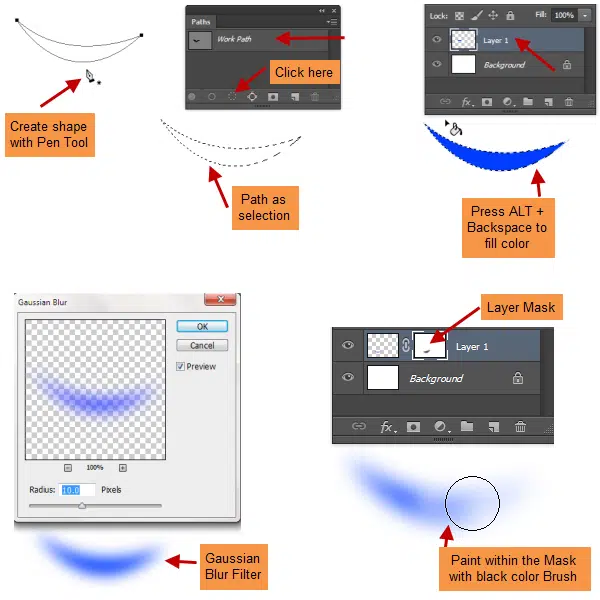 Paths
Work Path
Click here
Create shape
with Pen Tool
Path as
selection
Lock:
Fill: 100%
Layer 1
Background
Press ALT +
Backspace to
fill color
Gaussian Blur
OK
Cancel
Preview
100%
Radius: 10.0 Pixels
Gaussian
Blur Filter
Layer Mask
Layer 1
Background
fx
Paint within the Mask
with black color Brush